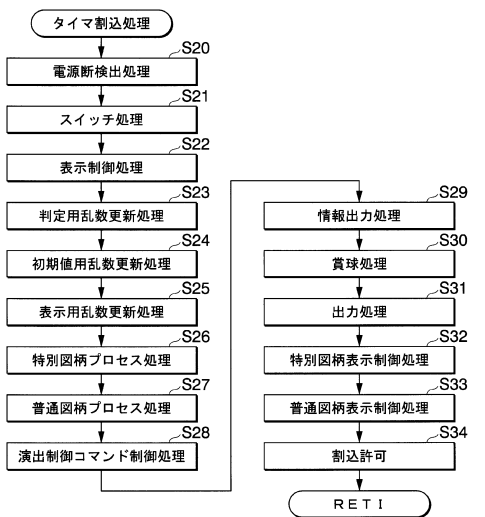 タイマ割込処理
S20
電源断検出処理
S21
スイッチ処理
S22
表示制御処理
S23
判定用乱数更新処理
S24
初期値用乱数更新処理
S25
表示用乱数更新処理
S26
特別図柄プロセス処理
S27
普通図柄プロセス処理
S28
演出制御コマンド制御処理
S29
情報出力処理
S30
賞球処理
S31
出力処理
S32
特別図柄表示制御処理
S33
普通図柄表示制御処理
S34
割込許可
RETI